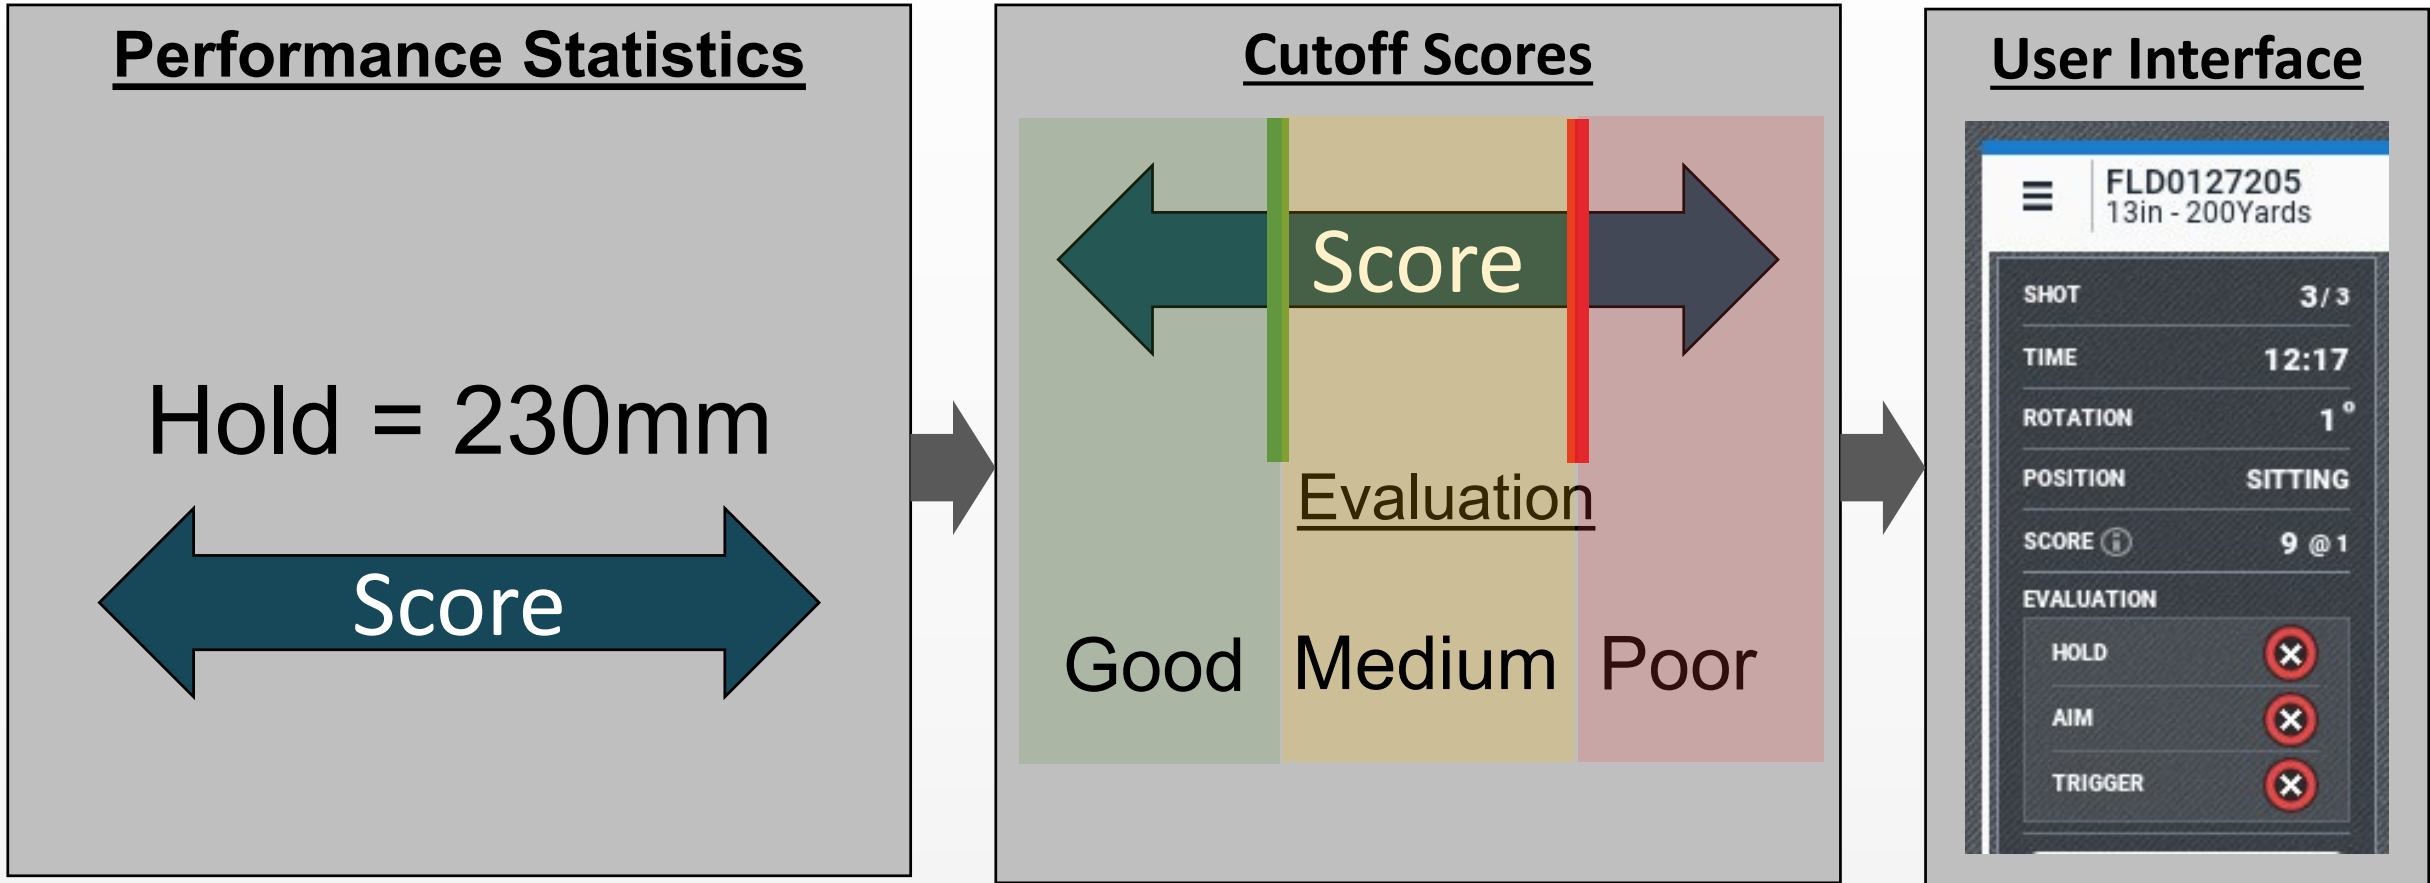 Performance Statistics
Hold = 230mm
Score
Cutoff Scores
Score
Evaluation
Good Medium Poor
User Interface
FLD0127205
13in - 200Yards
SHOT 3/3
TIME 12:17
ROTATION 1°
POSITION SITTING
SCORE 9 @ 1
EVALUATION
HOLD
AIM
TRIGGER